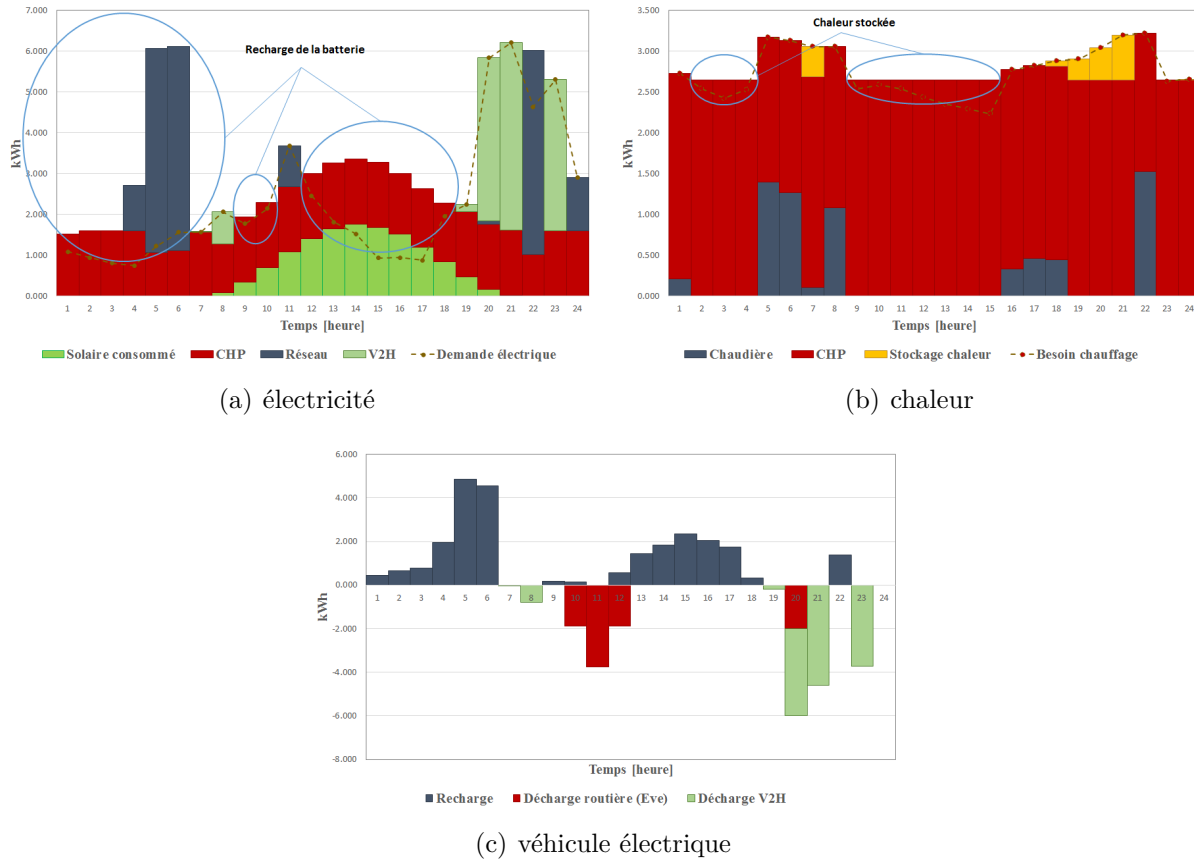 7.000
6.000
5.000
4.000
3.000
2.000
1.000
0.000
kWh
Recharge de la batterie
1 2 3 4 5 6 7 8 9 10 11 12 13 14 15 16 17 18 19 20 21 22 23 24
Temps [heure]
Solaire consommé CHP Réseau V2H Demande électrique
(a) électricité
3.500
3.000
2.500
2.000
1.500
1.000
0.500
0.000
kWh
Chaleur stockée
1 2 3 4 5 6 7 8 9 10 11 12 13 14 15 16 17 18 19 20 21 22 23 24
Temps [heure]
Chaudière CHP Stockage chaleur Besoin chauffage
(b) chaleur
6.000
4.000
2.000
0.000
-2.000
-4.000
-6.000
-8.000
kWh
1 2 3 4 5 6 7 8 9 10 11 12 13 14 15 16 17 18 19 20 21 22 23 24
Temps [heure]
Recharge Décharge routière (Eve) Décharge V2H
(c) véhicule électrique